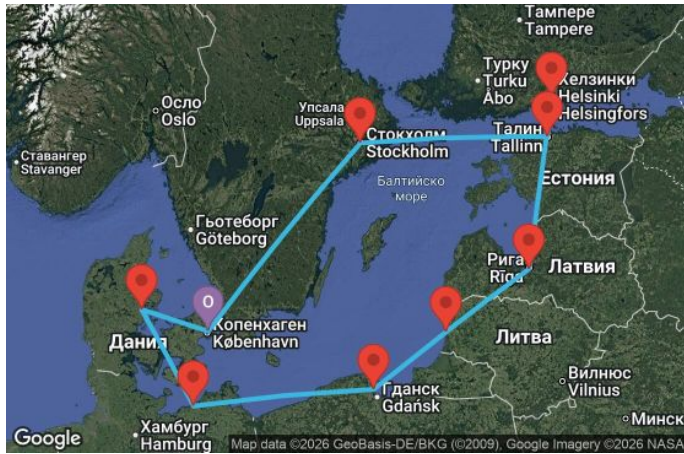 Тампере
Tampere
Турку
Turku
Åbo
Хелзинки
Helsinki
Helsingfors
Осло
Oslo
Упсала
Uppsala
Стокхолм
Stockholm
Талин
Tallinn
Ставангер
Stavanger
ЕСТОНИЯ
Балтийско
море
Гьотеборг
Göteborg
Рига
Rīga
ЛАТВИЯ
O
Копенхаген
København
Дания
ЛИТВА
Вилнюс
Vilnius
Гданск
Gdańsk
Минск
Хамбург
Hamburg
Google
Map data ©2026 GeoBasis-DE/BKG (©2009), Google Imagery ©2026 NASA